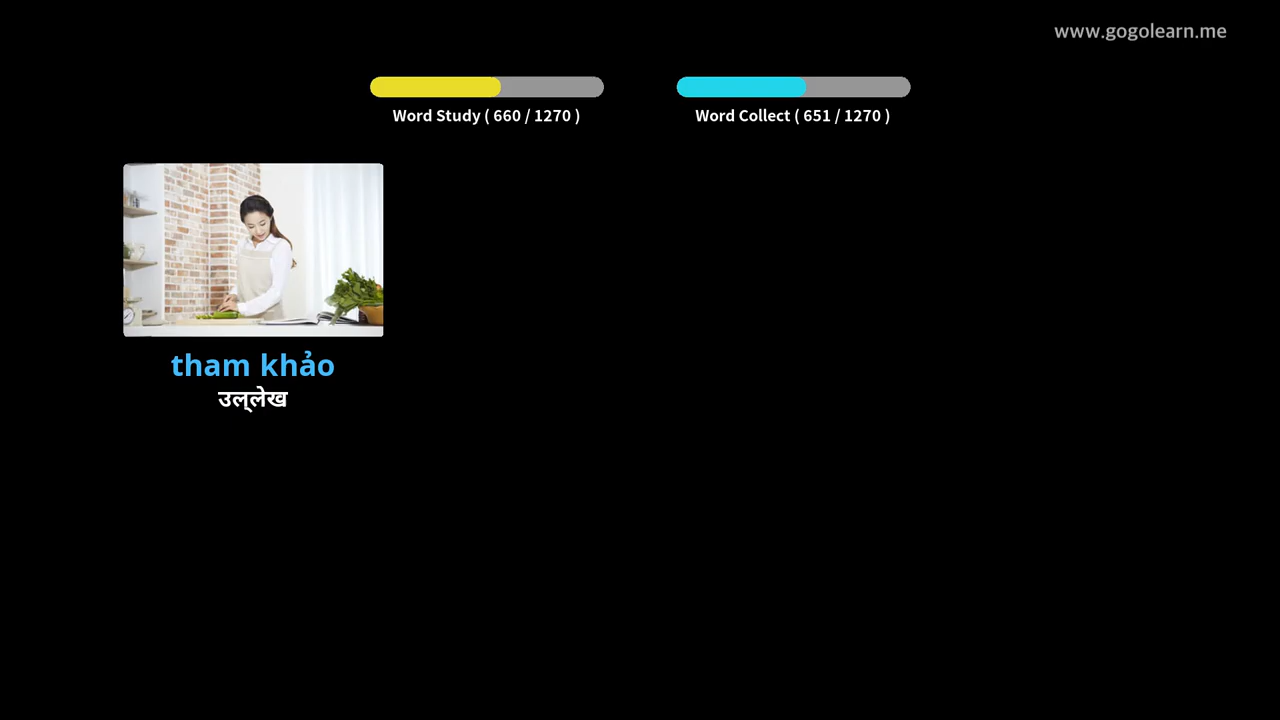 www.gogolearn.me
Word Study ( 660 / 1270 )
Word Collect ( 651 / 1270 )
tham khảo
उल्लेख